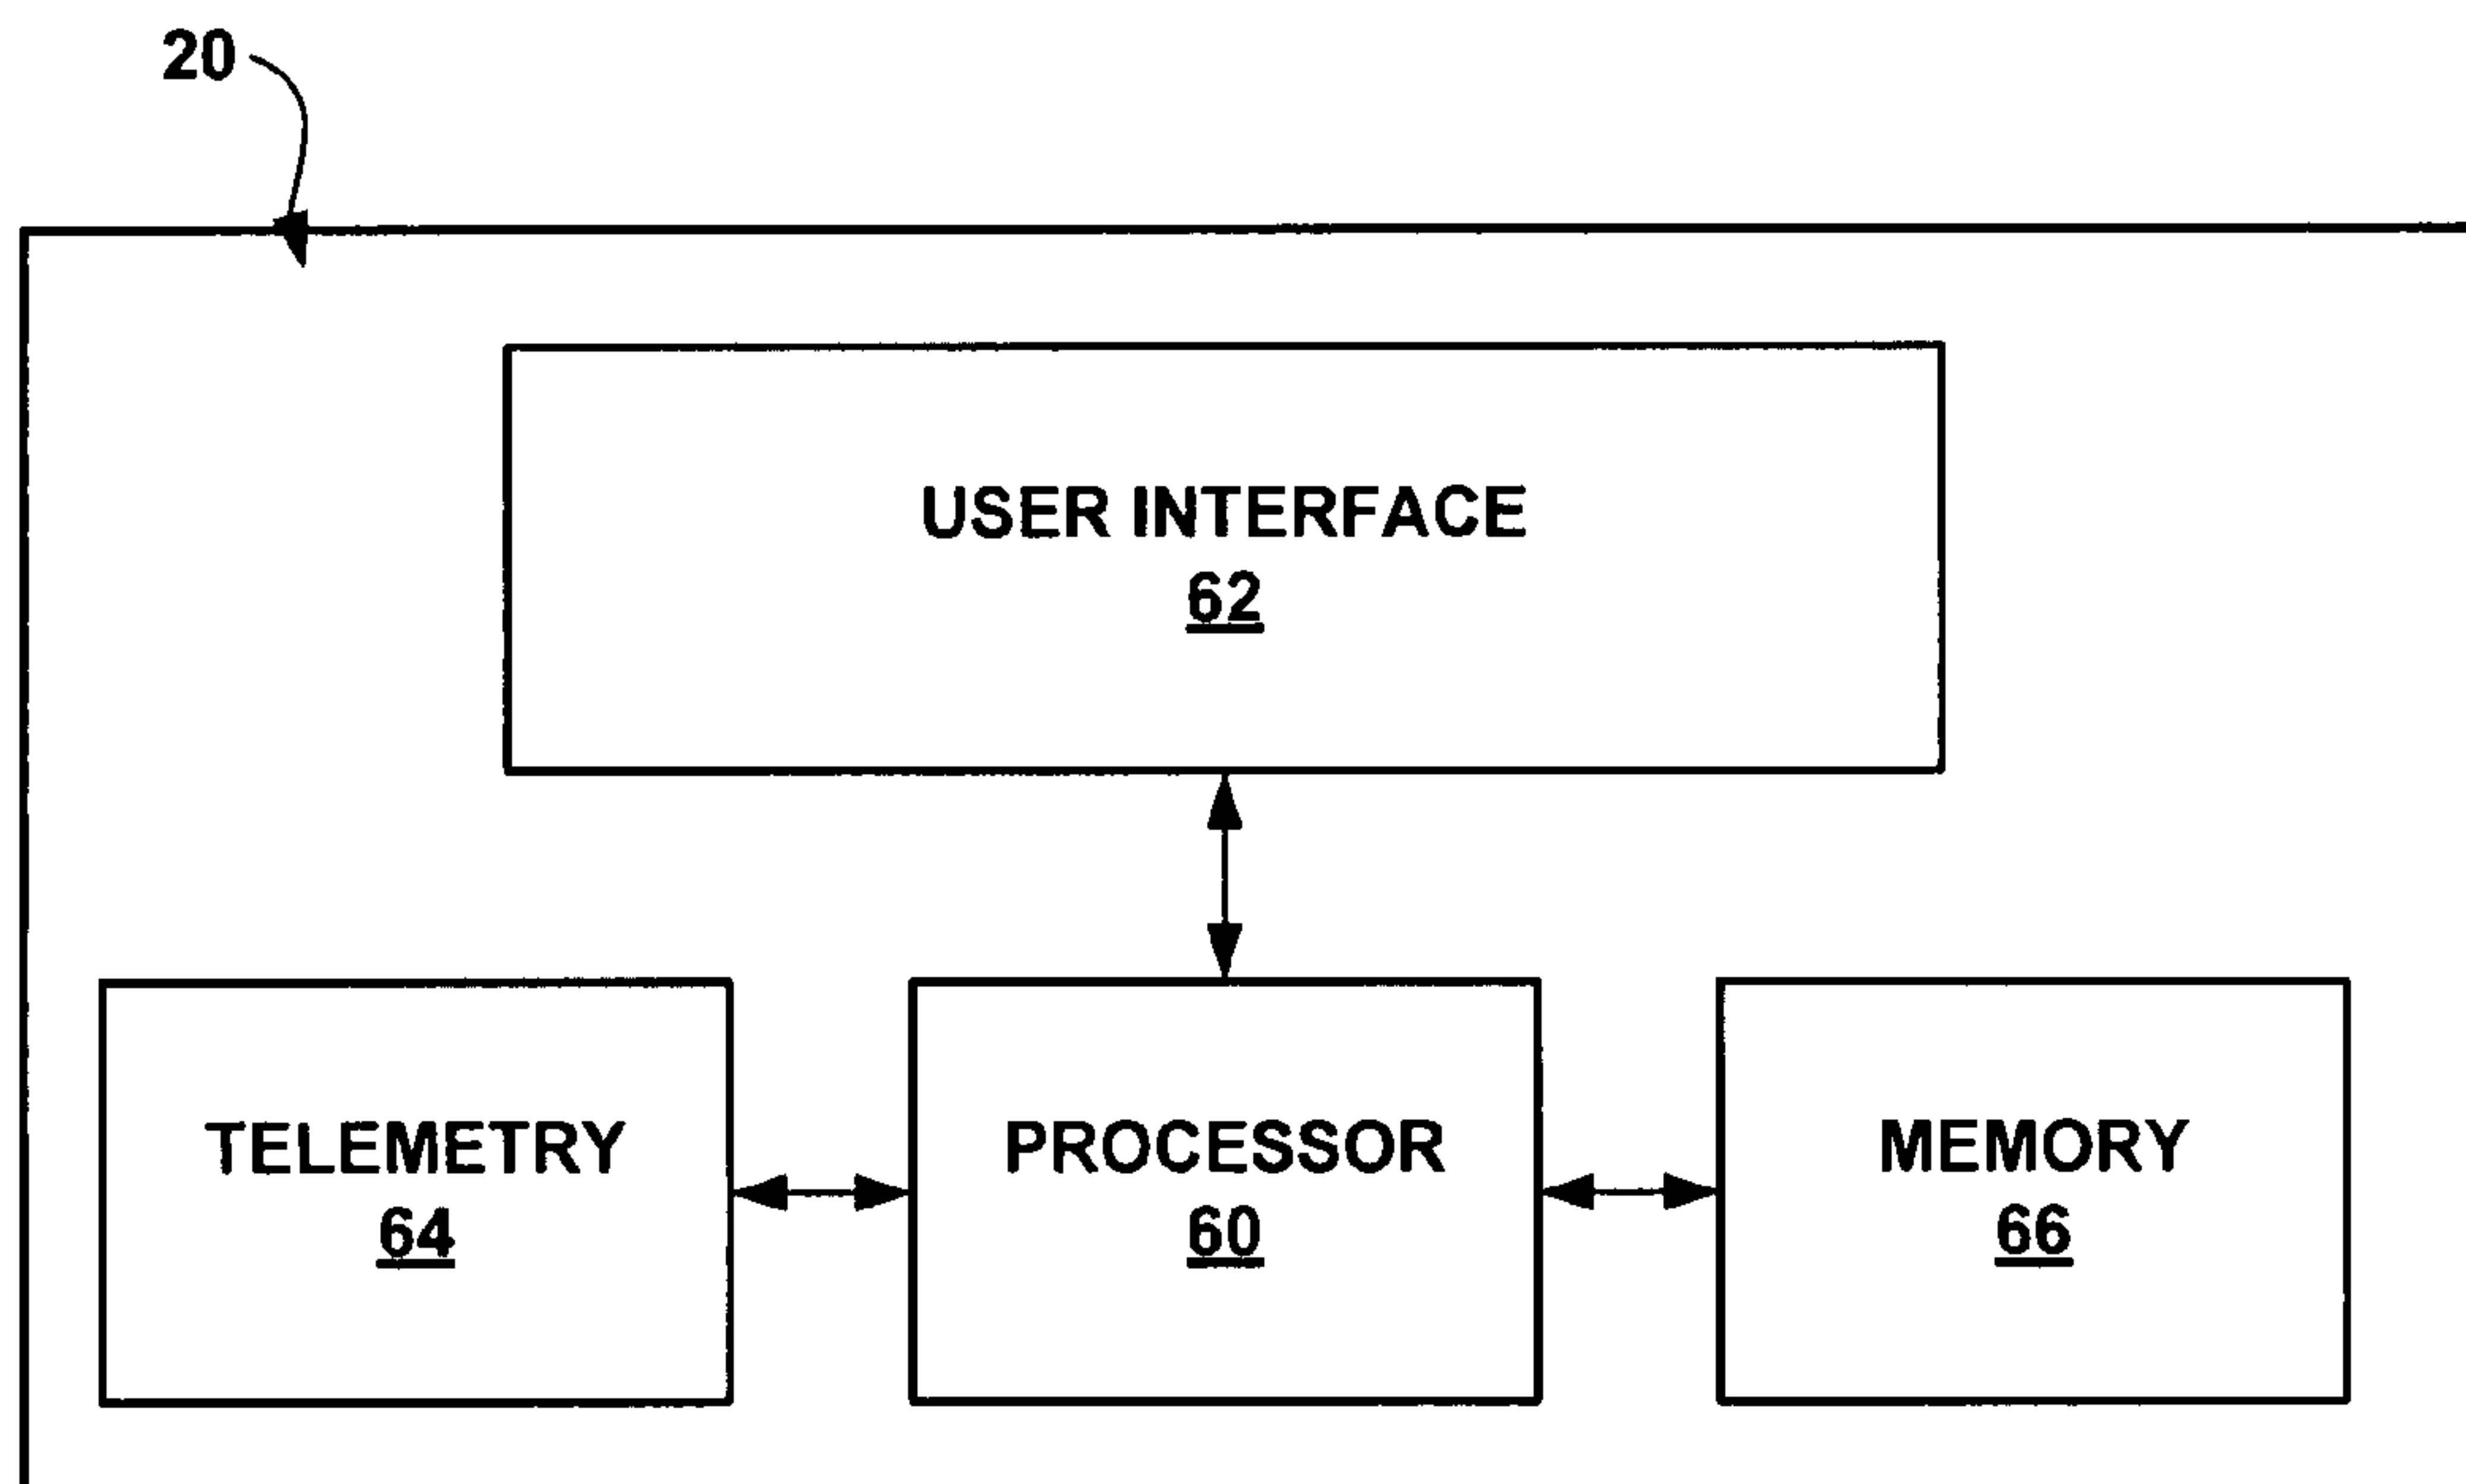 20
USER INTERFACE
62
TELEMETRY
64
PROCESSOR
60
MEMORY
66